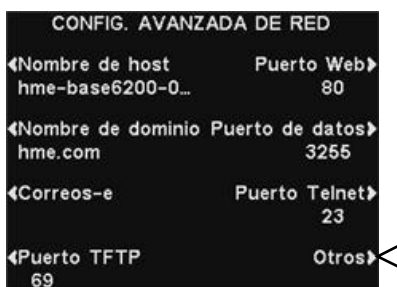 CONFIG. AVANZADA DE RED
Nombre de host Puerto Web
hme-base6200-0… 80
Nombre de dominio Puerto de datos
hme.com 3255
Correos-e Puerto Telnet
23
Puerto TFTP Otros
69